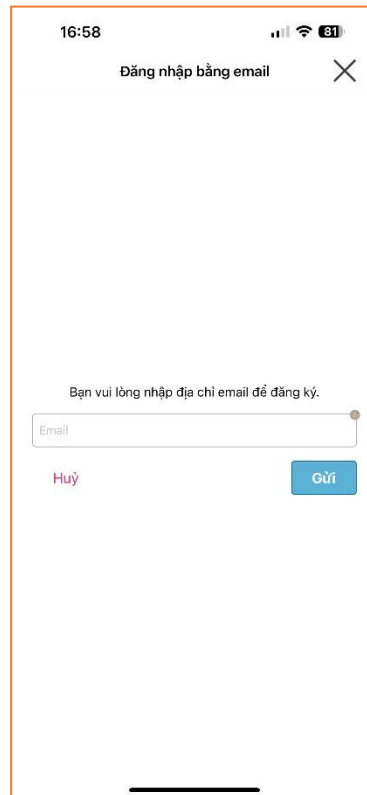 16:58
81
Đăng nhập bằng email
Bạn vui lòng nhập địa chỉ email để đăng ký.
Email
Huỷ
Gửi